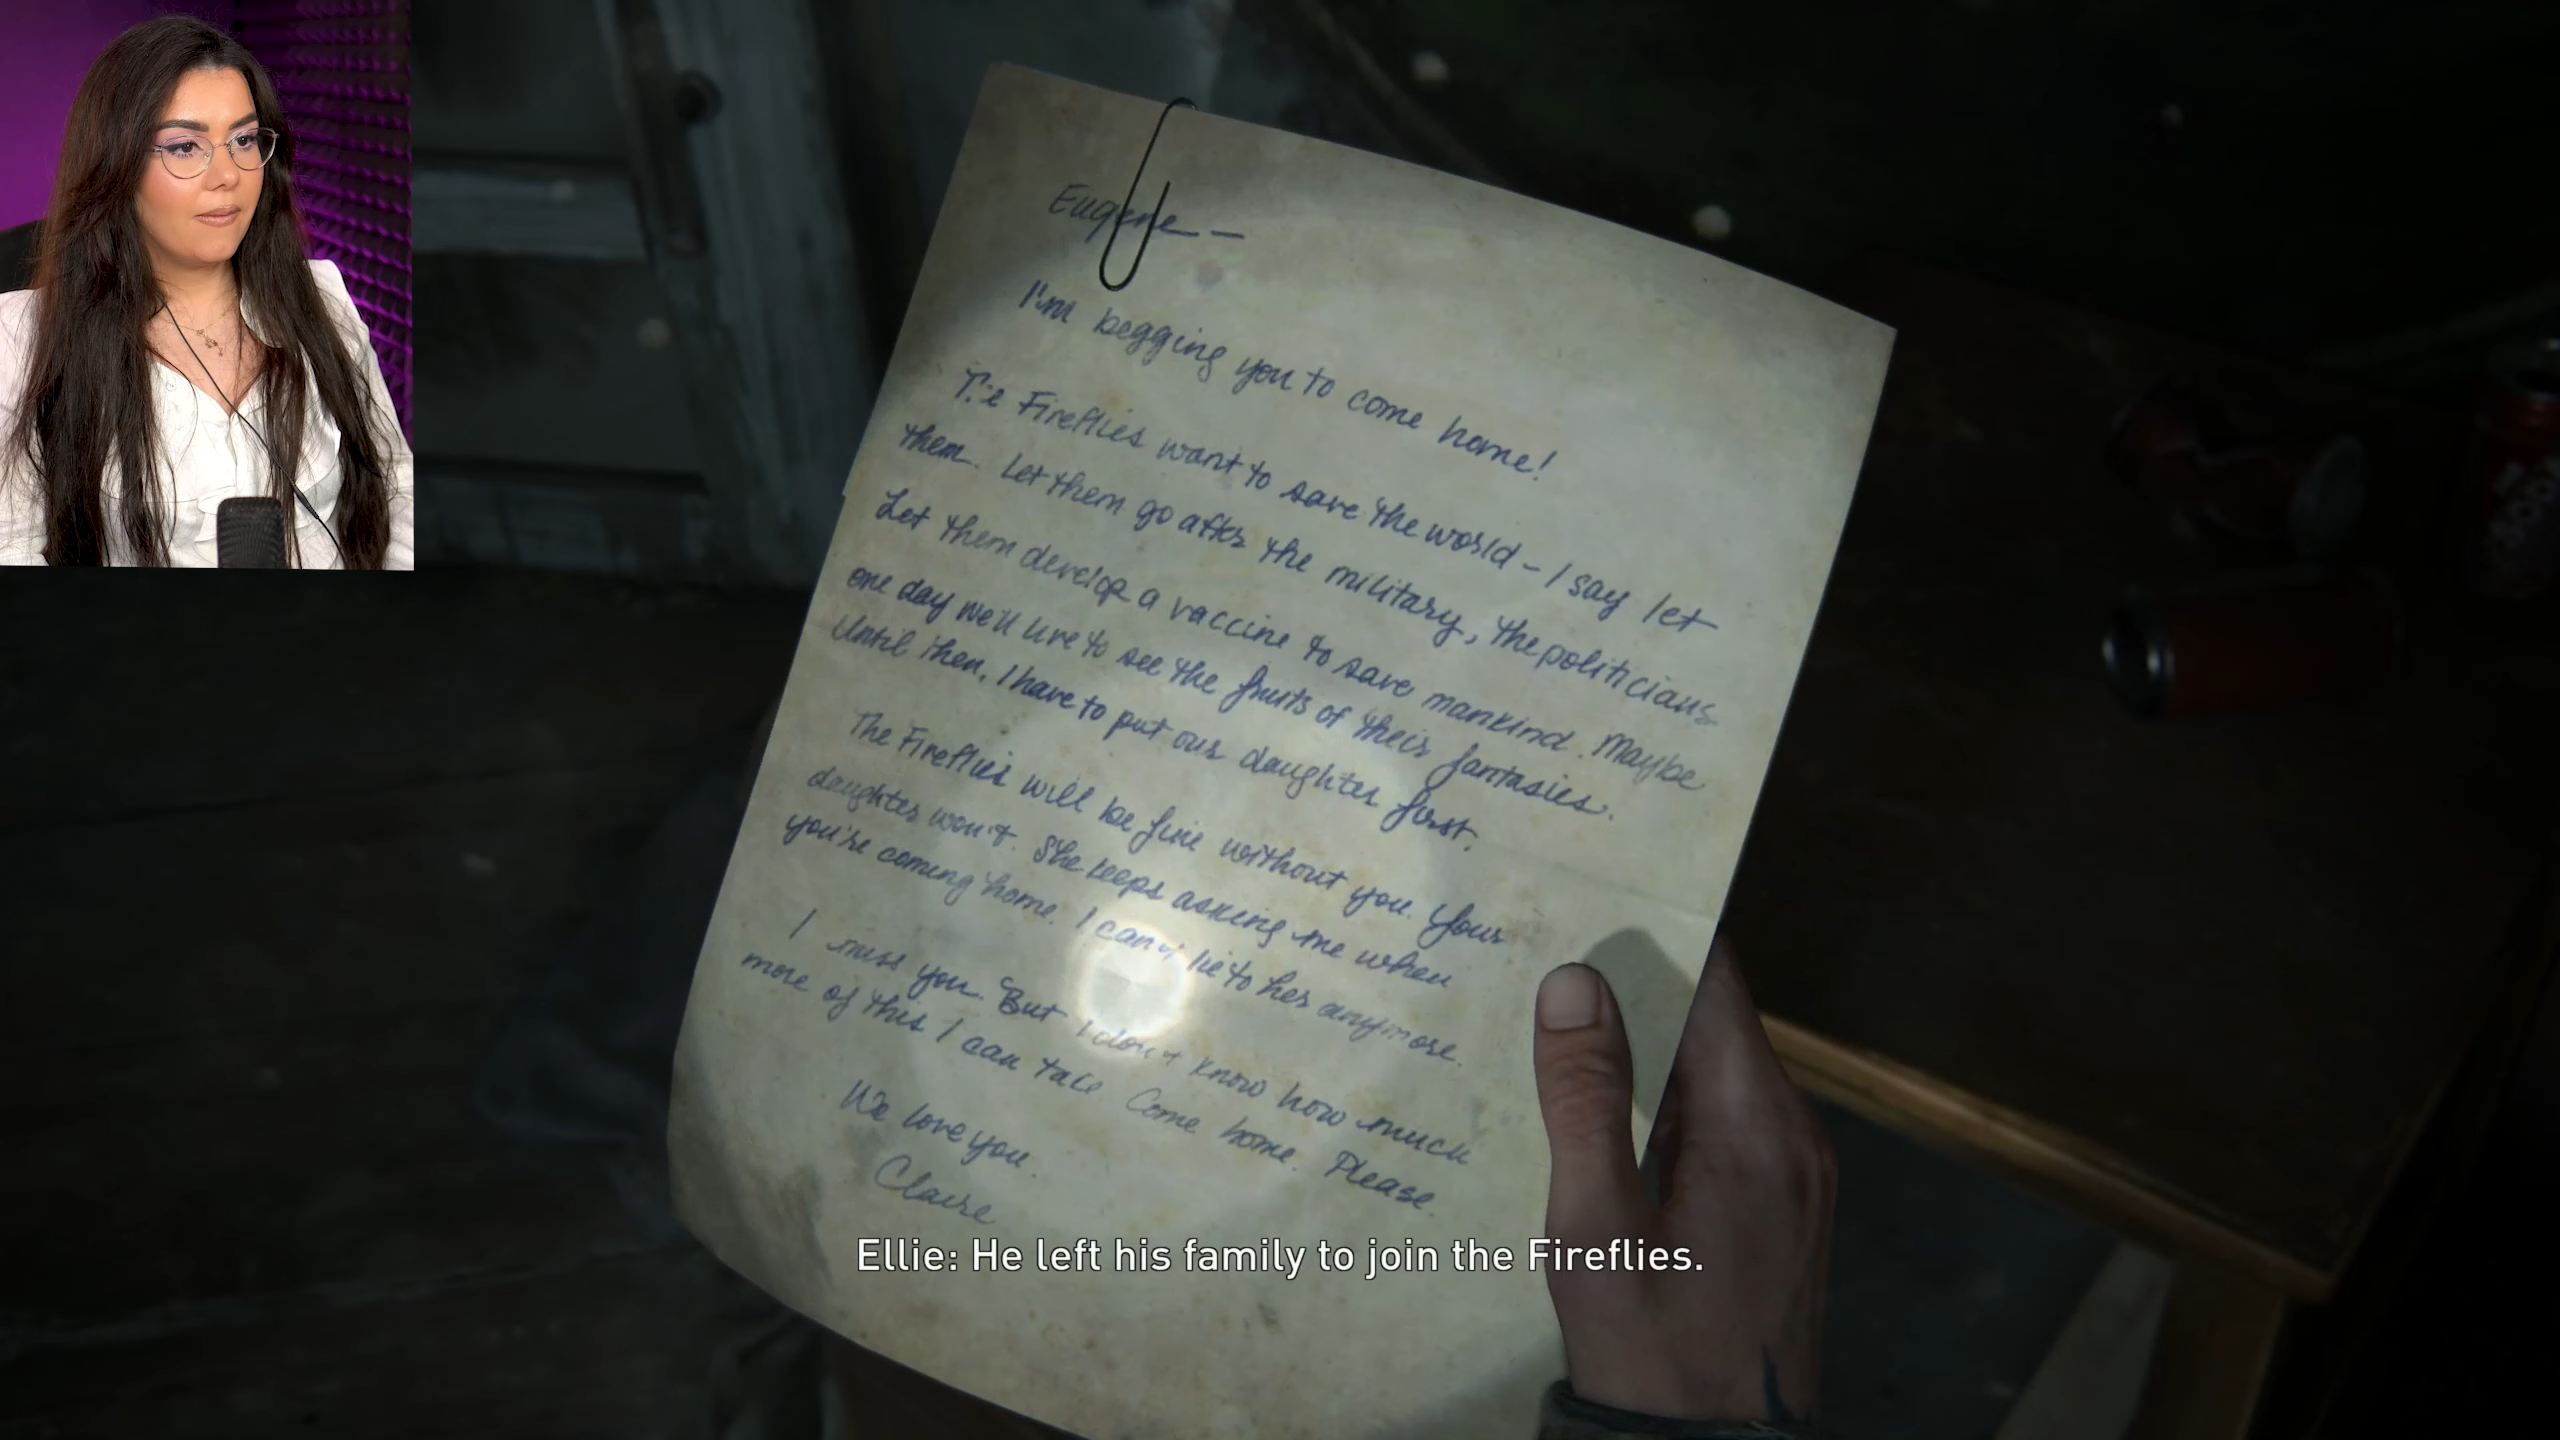 Eugene —
I'm begging you to come home!
The Fireflies want to save the world - I say let
them. Let them go after the military, the politicians
Let them develop a vaccine to save mankind. Maybe
one day we'll live to see the fruits of their fantasies.
Until then, I have to put our daughter first.
The Fireflies will be fine without you. Your
daughter won't. She keeps asking me when
you're coming home. I can't lie to her anymore.
I miss you. But I don't know how much
more of this I can take Come home. Please.
We love you.
Claire
Ellie: He left his family to join the Fireflies.